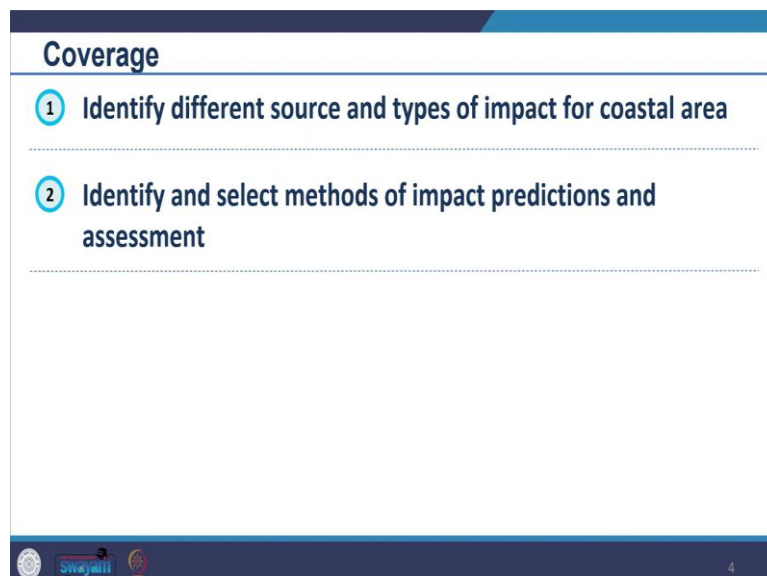 Coverage
1 Identify different source and types of impact for coastal area
2 Identify and select methods of impact predictions and
assessment
swayam
4